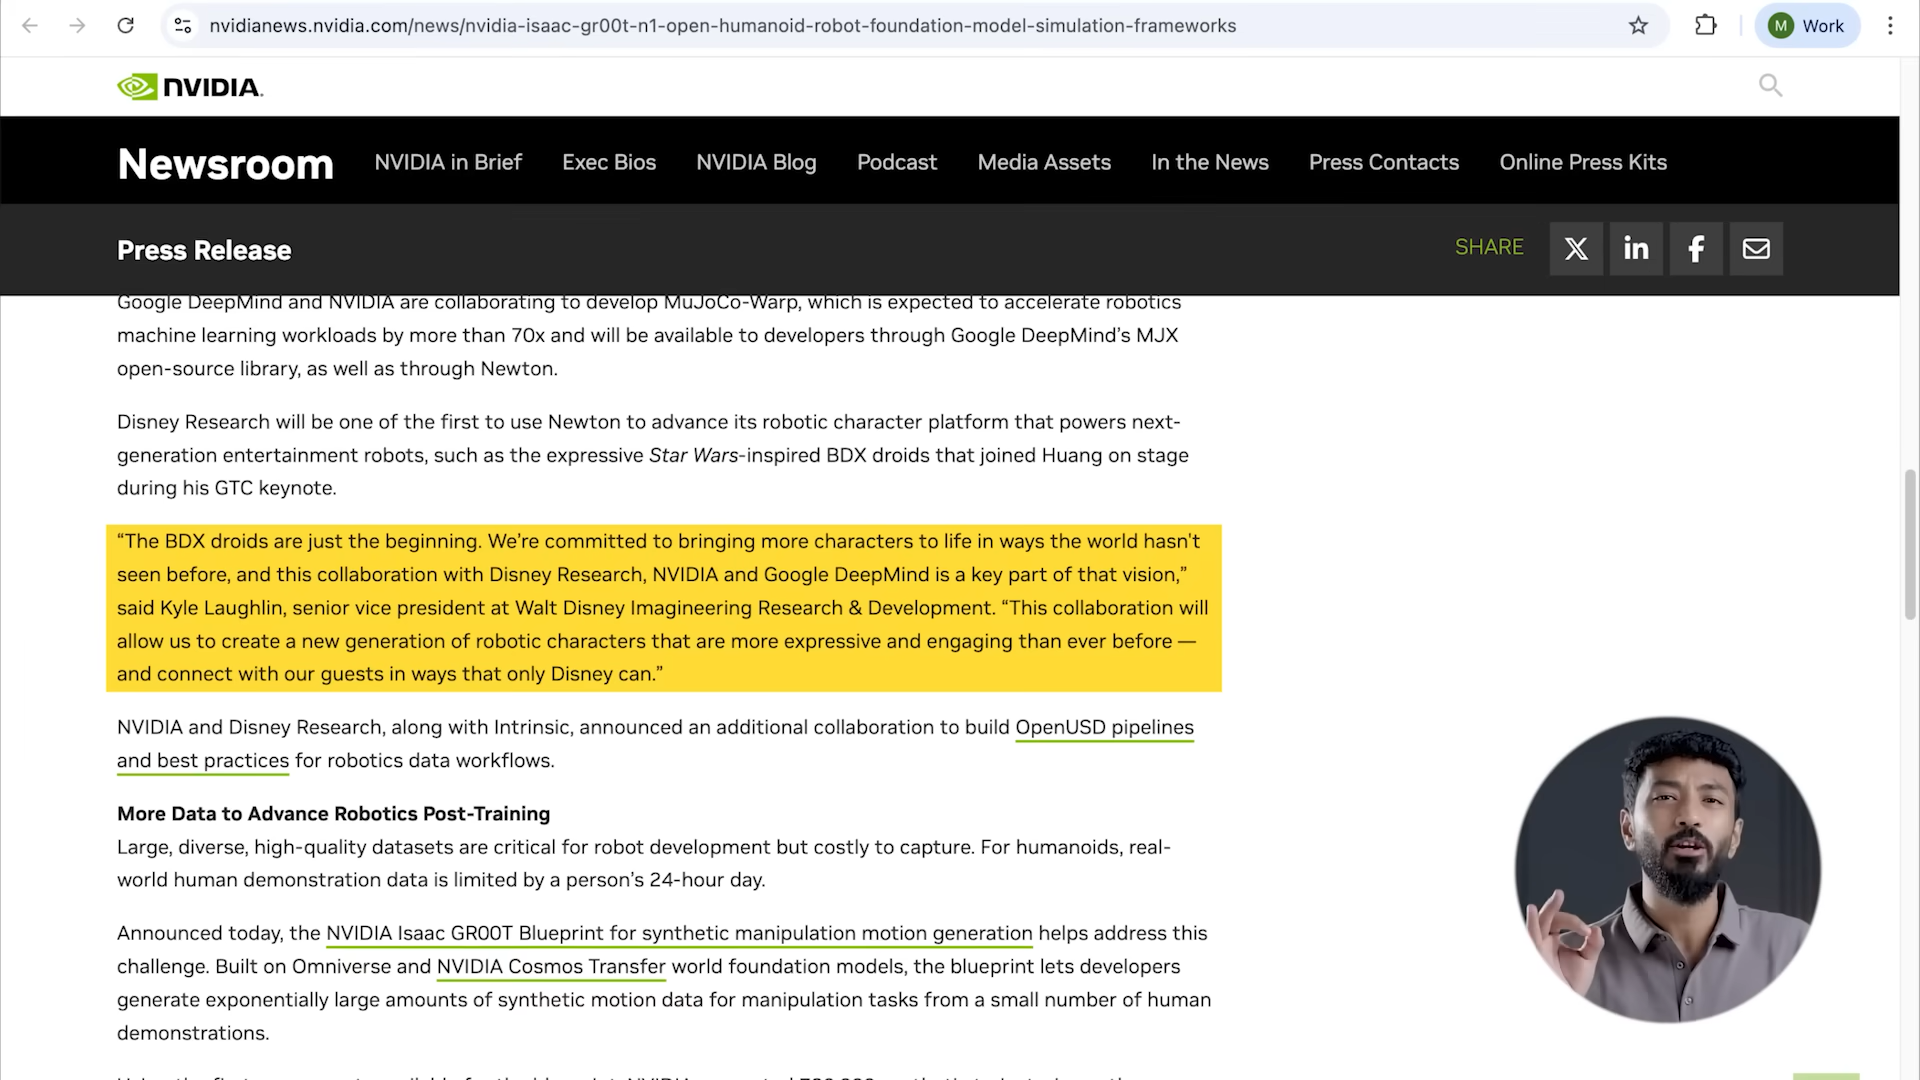 nvidianews.nvidia.com/news/nvidia-isaac-gr00t-n1-open-humanoid-robot-foundation-model-simulation-frameworks
M Work
NVIDIA.
Newsroom NVIDIA in Brief Exec Bios NVIDIA Blog Podcast Media Assets In the News Press Contacts Online Press Kits
Press Release SHARE
Google DeepMind and NVIDIA are collaborating to develop MuJoCo-Warp, which is expected to accelerate robotics
machine learning workloads by more than 70x and will be available to developers through Google DeepMind’s MJX
open-source library, as well as through Newton.
Disney Research will be one of the first to use Newton to advance its robotic character platform that powers next-
generation entertainment robots, such as the expressive Star Wars-inspired BDX droids that joined Huang on stage
during his GTC keynote.
“The BDX droids are just the beginning. We’re committed to bringing more characters to life in ways the world hasn’t
seen before, and this collaboration with Disney Research, NVIDIA and Google DeepMind is a key part of that vision,”
said Kyle Laughlin, senior vice president at Walt Disney Imagineering Research & Development. “This collaboration will
allow us to create a new generation of robotic characters that are more expressive and engaging than ever before —
and connect with our guests in ways that only Disney can.”
NVIDIA and Disney Research, along with Intrinsic, announced an additional collaboration to build OpenUSD pipelines
and best practices for robotics data workflows.
More Data to Advance Robotics Post-Training
Large, diverse, high-quality datasets are critical for robot development but costly to capture. For humanoids, real-
world human demonstration data is limited by a person’s 24-hour day.
Announced today, the NVIDIA Isaac GR00T Blueprint for synthetic manipulation motion generation helps address this
challenge. Built on Omniverse and NVIDIA Cosmos Transfer world foundation models, the blueprint lets developers
generate exponentially large amounts of synthetic motion data for manipulation tasks from a small number of human
demonstrations.